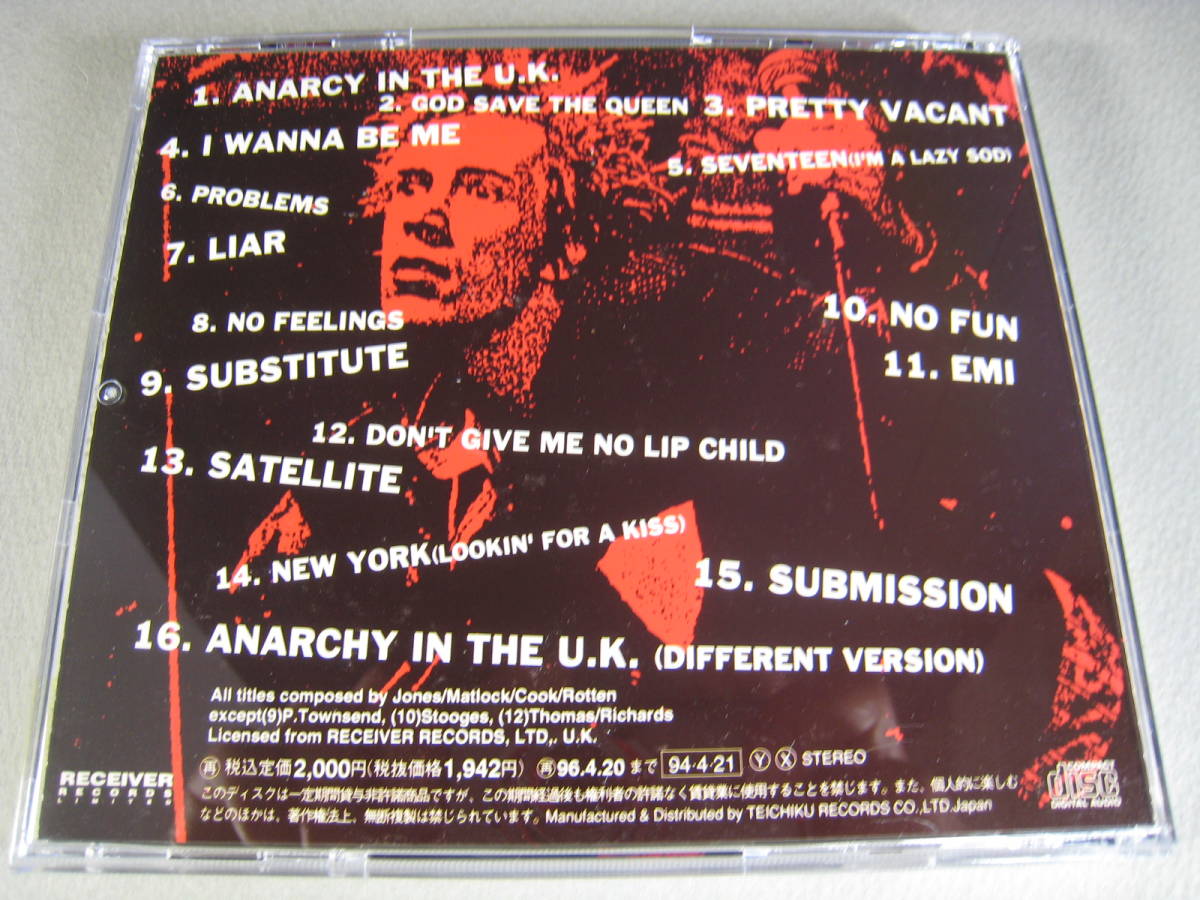 1. ANARCY IN THE U.K.
2. GOD SAVE THE QUEEN
3. PRETTY VACANT
4. I WANNA BE ME
5. SEVENTEEN(I'M A LAZY SOD)
6. PROBLEMS
7. LIAR
8. NO FEELINGS
9. SUBSTITUTE
10. NO FUN
11. EMI
12. DON'T GIVE ME NO LIP CHILD
13. SATELLITE
14. NEW YORK(LOOKIN' FOR A KISS)
15. SUBMISSION
16. ANARCHY IN THE U.K. (DIFFERENT VERSION)
All titles composed by Jones/Matlock/Cook/Rotten
except(9)P.Townsend, (10)Stooges, (12)Thomas/Richards
Licensed from RECEIVER RECORDS, LTD,. U.K.
再 税込定価2,000円(税抜価格1,942円) 再96.4.20まで 94・4・21 Y X STEREO
このディスクは一定期間貸与非許諾商品ですが、この期間経過後も権利者の許諾なく賃貸業に使用することを禁じます。また、個人的に楽しむ
などのほかは、著作権法上、無断複製は禁じられています。Manufactured & Distributed by TEICHIKU RECORDS CO.,LTD.Japan
RECEIVER
RECORDS
LIMITED
COMPACT
disc
DIGITAL AUDIO